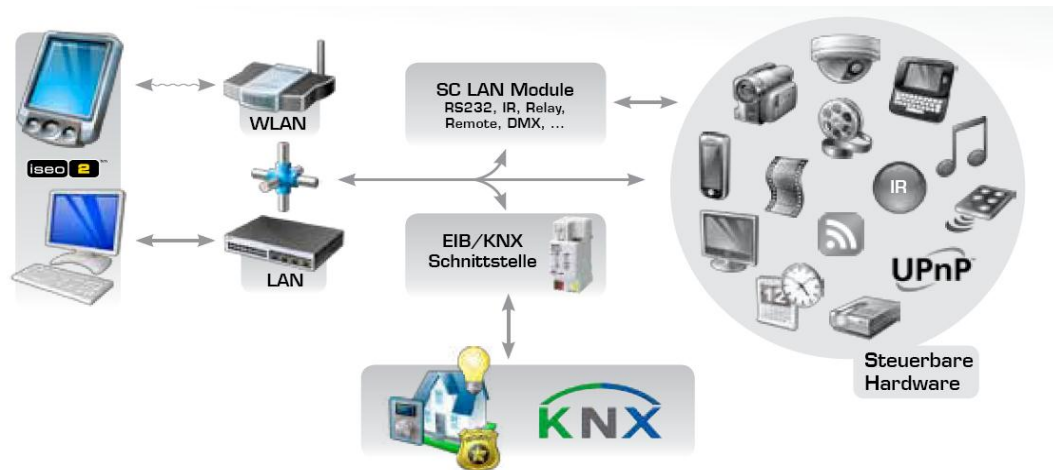 WLAN
iseo 2
LAN
SC LAN Module
RS232, IR, Relay,
Remote, DMX, ...
EIB/KNX
Schnittstelle
KNX
IR
UPnP
12
Steuerbare
Hardware